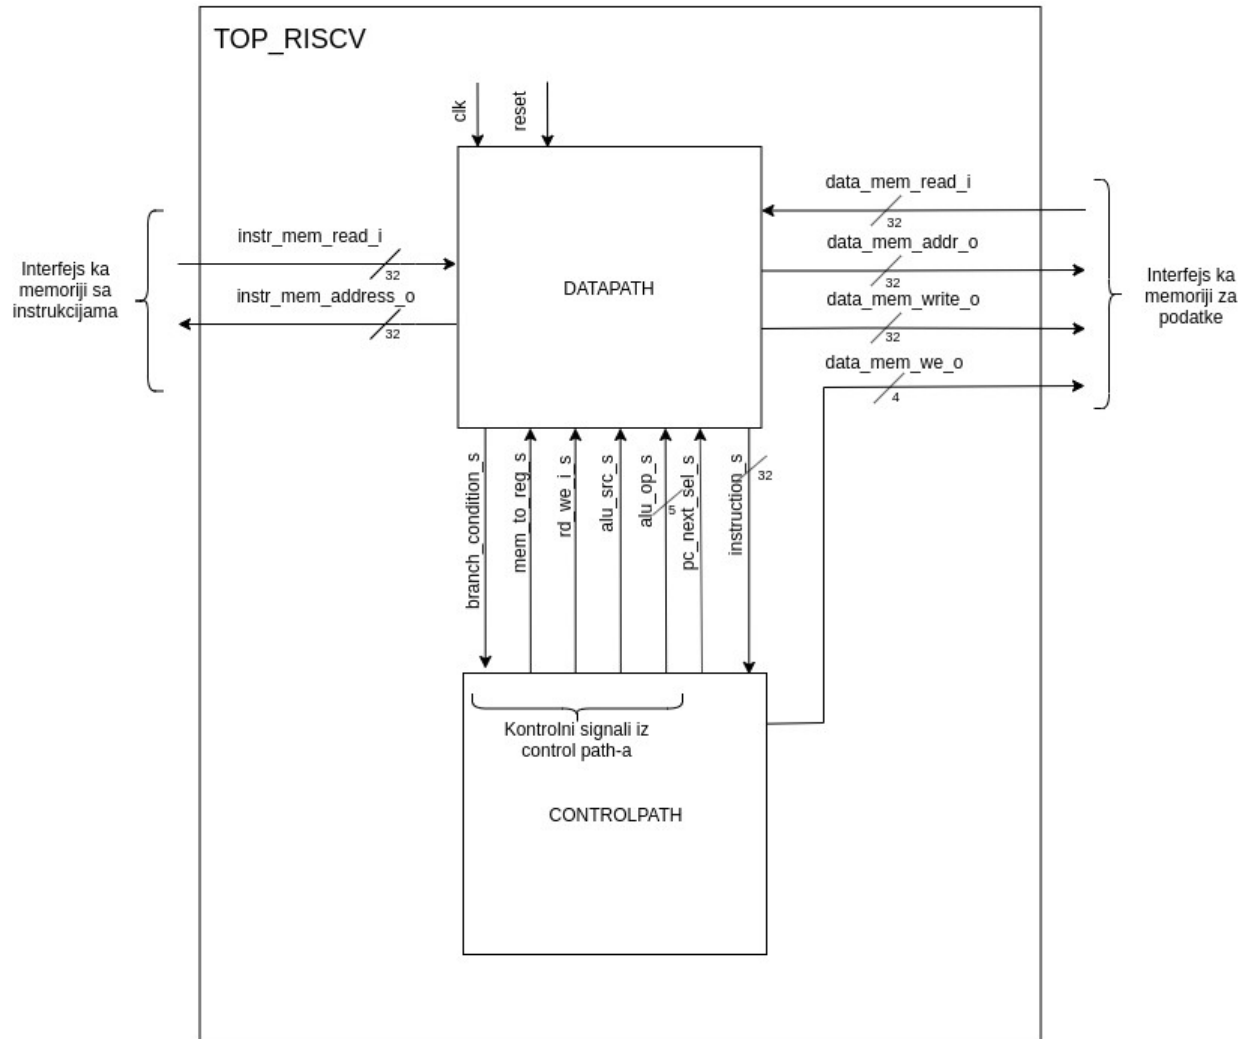 TOP_RISCV
clk
reset
data_mem_read_i
32
instr_mem_read_i
32
data_mem_addr_o
32
Interfejs ka
memoriji sa
instrukcijama
instr_mem_address_o
32
DATAPATH
data_mem_write_o
32
Interfejs ka
memoriji za
podatke
data_mem_we_o
4
branch_condition_s
mem_to_reg_s
rd_we_i_s
alu_src_s
alu_op_s
5
pc_next_sel_s
instruction_s
32
Kontrolni signali iz
control path-a
CONTROLPATH